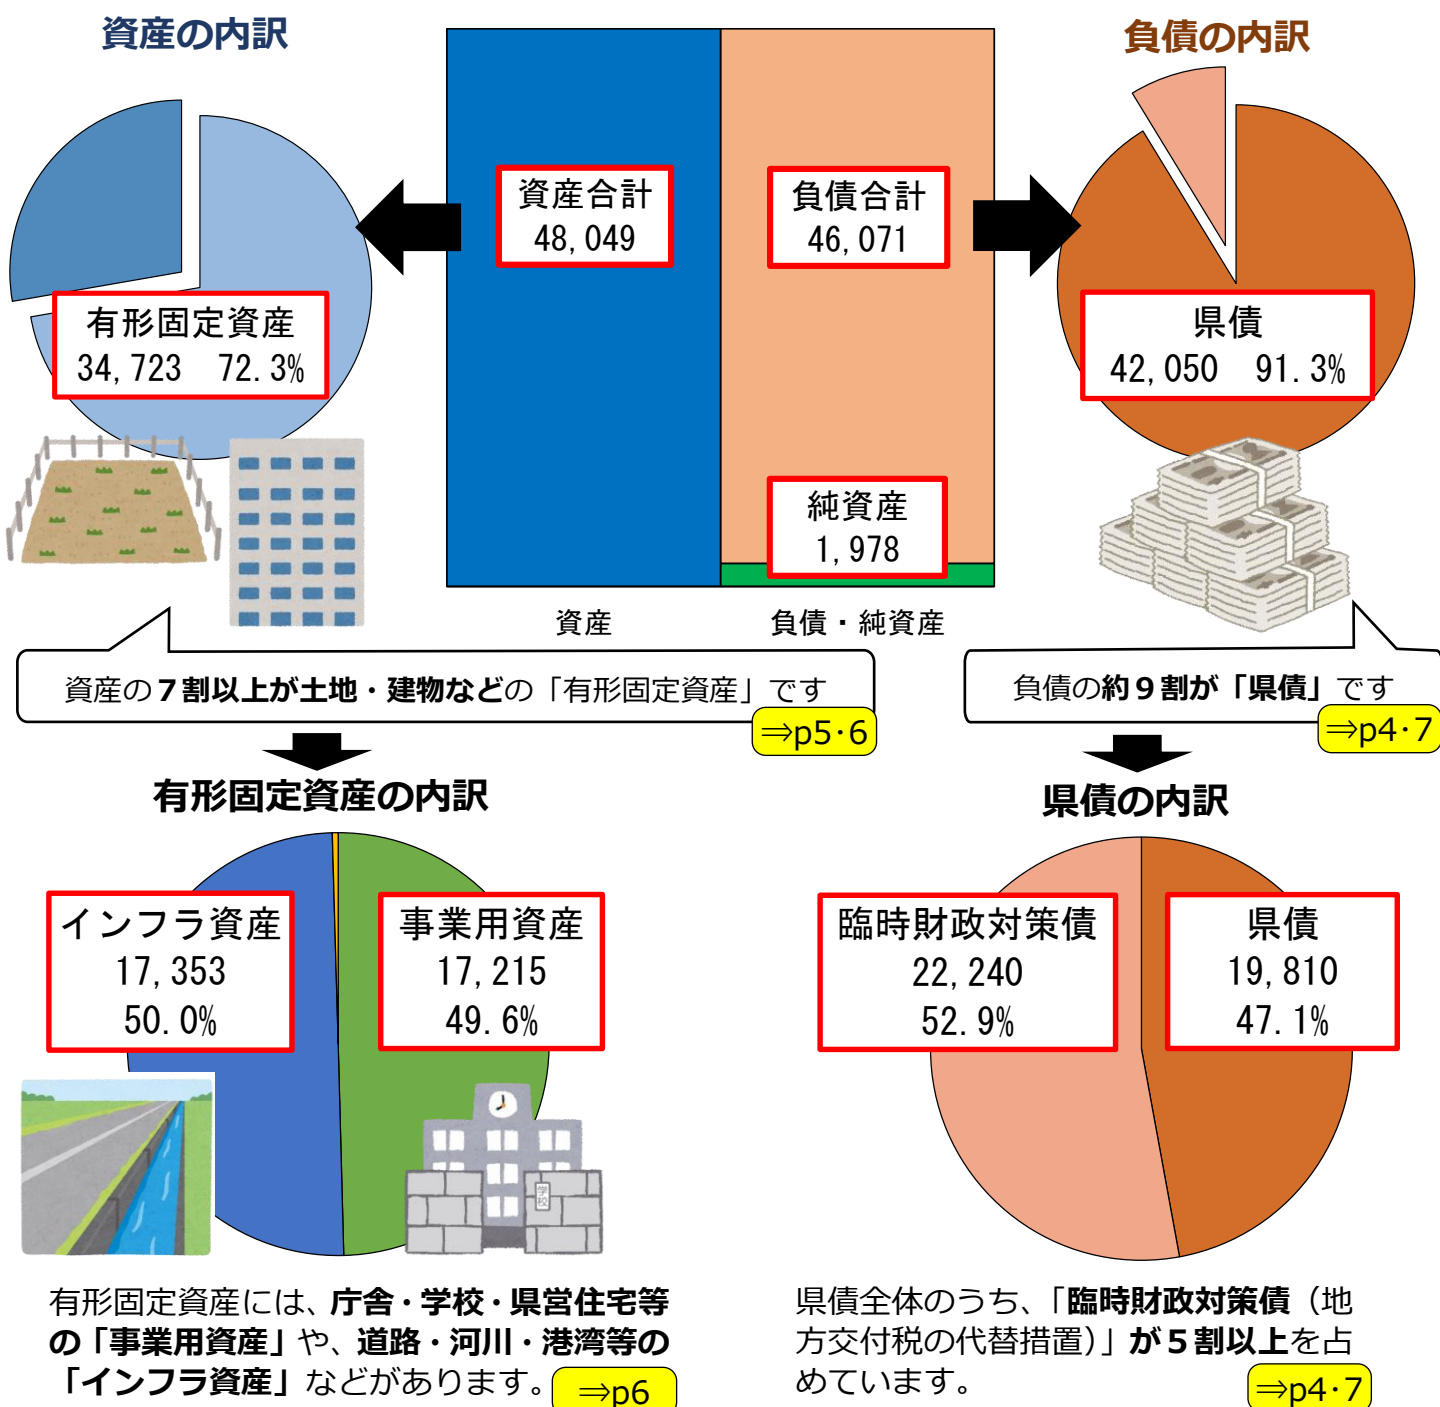 資産の内訳
負債の内訳
資産合計
48,049
負債合計
46,071
有形固定資産
34,723 72.3%
県債
42,050 91.3%
純資産
1,978
資産
負債・純資産
資産の７割以上が土地・建物などの「有形固定資産」です
⇒p5･6
負債の約９割が「県債」です
⇒p4･7
有形固定資産の内訳
県債の内訳
インフラ資産
17,353
50.0%
事業用資産
17,215
49.6%
臨時財政対策債
22,240
52.9%
県債
19,810
47.1%
学校
有形固定資産には、庁舎・学校・県営住宅等
の「事業用資産」や、道路・河川・港湾等の
「インフラ資産」などがあります。
⇒p6
県債全体のうち、「臨時財政対策債（地
方交付税の代替措置）」が５割以上を占
めています。
⇒p4･7